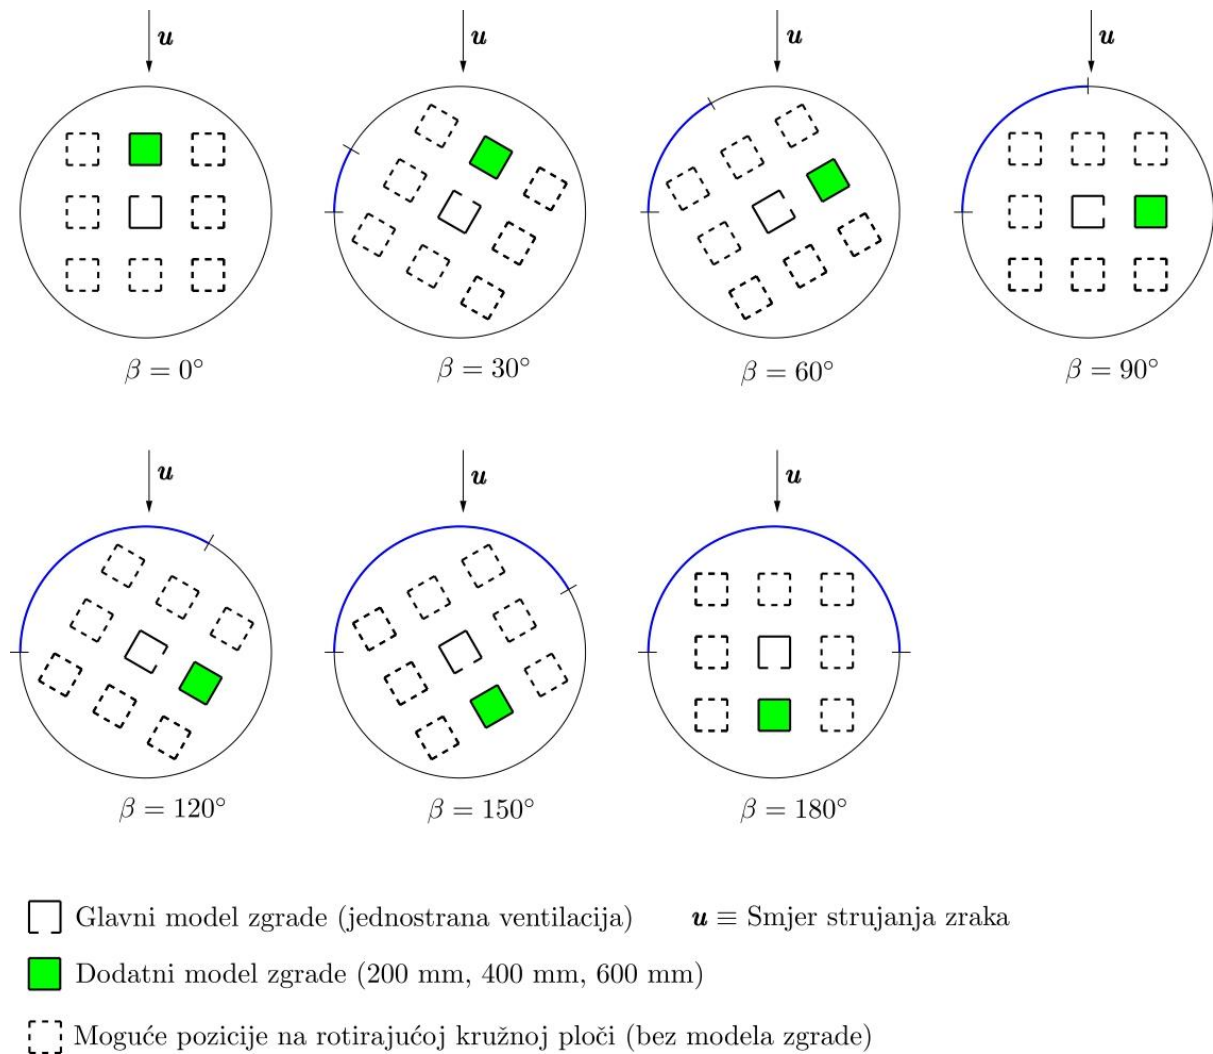 u u u u
β = 0° β = 30° β = 60° β = 90°
u u u
β = 120° β = 150° β = 180°
Glavni model zgrade (jednostrana ventilacija) u ≡ Smjer strujanja zraka
Dodatni model zgrade (200 mm, 400 mm, 600 mm)
Moguće pozicije na rotirajućoj kružnoj ploči (bez modela zgrade)